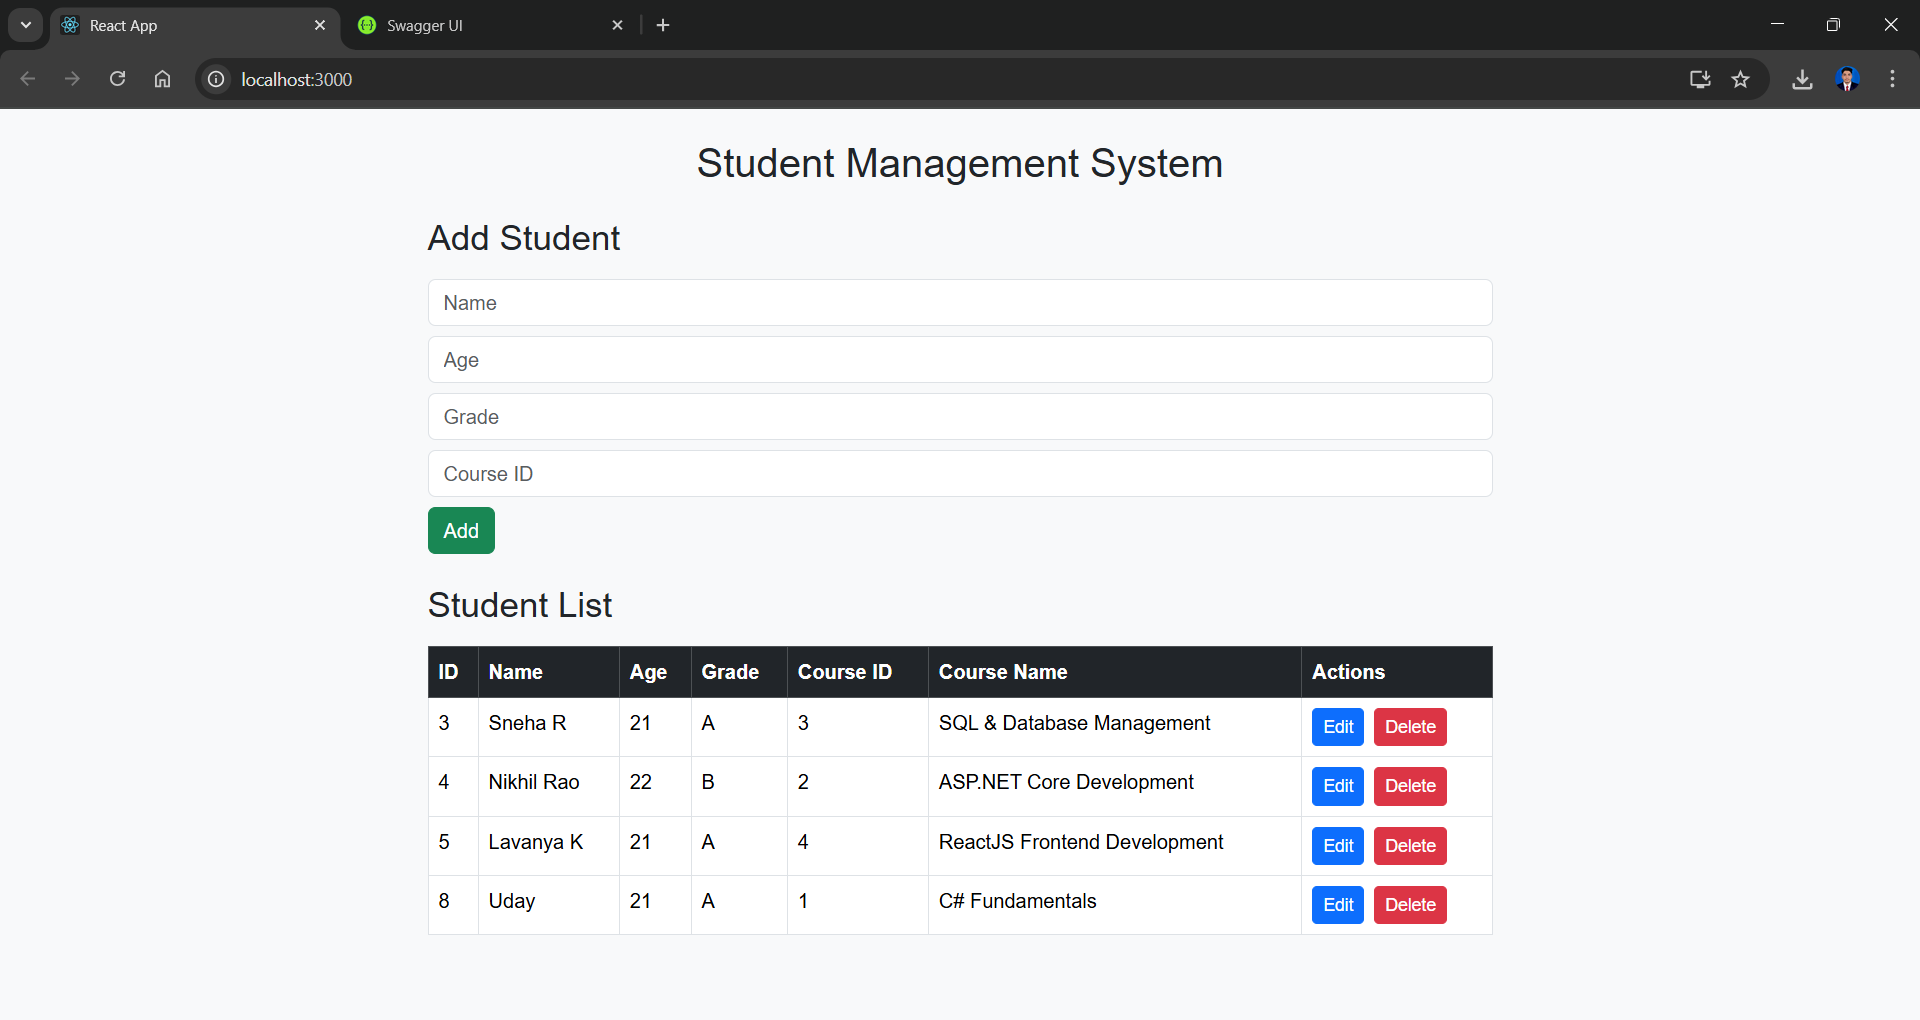 React App
Swagger UI
localhost:3000
Student Management System
Add Student
Name
Age
Grade
Course ID
Add
Student List
ID Name Age Grade Course ID Course Name Actions
3 Sneha R 21 A 3 SQL & Database Management Edit Delete
4 Nikhil Rao 22 B 2 ASP.NET Core Development Edit Delete
5 Lavanya K 21 A 4 ReactJS Frontend Development Edit Delete
8 Uday 21 A 1 C# Fundamentals Edit Delete